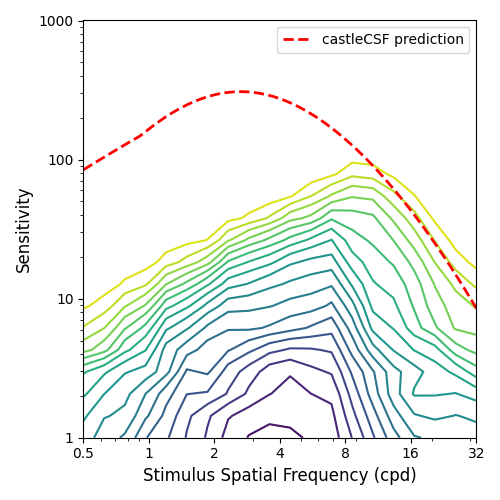 1000
castleCSF prediction
100
10
1
Sensitivity
0.5 1 2 4 8 16 32
Stimulus Spatial Frequency (cpd)